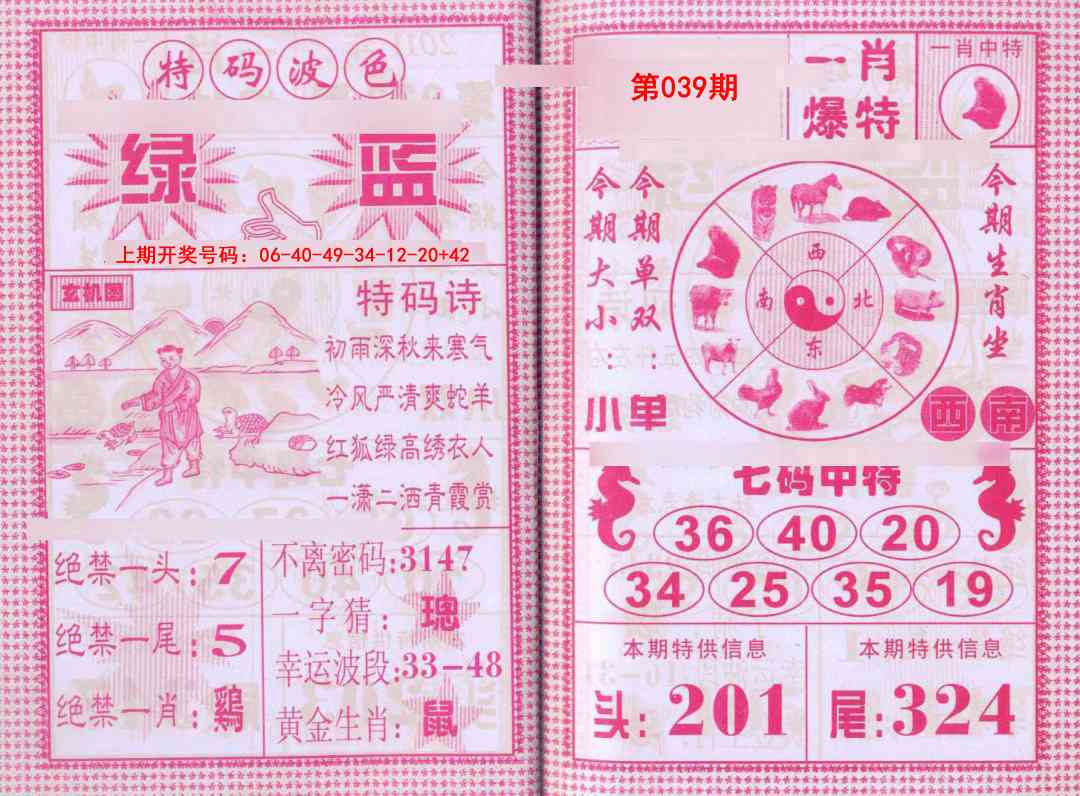 特码波色
绿 蓝
上期开奖号码：06-40-49-34-12-20+42
玄机图
特码诗
初雨深秋来寒气
冷风严清爽蛇羊
红狐绿高绣衣人
一潇二洒青霞赏
绝禁一头：7
绝禁一尾：5
绝禁一肖：鷄
不离密码：3147
一字猜：璁
幸运波段：33-48
黄金生肖：鼠
第039期
一肖
爆特
一肖中特
今期大小：
小
今期单双：
单
西
南 北
东
今期生肖坐
西南
七码中特
36 40 20
34 25 35 19
本期特供信息
头：201
本期特供信息
尾：324